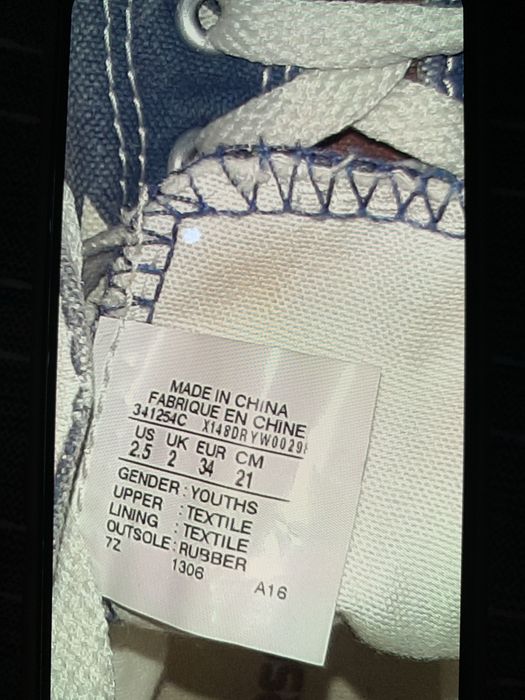 MADE IN CHINA
FABRIQUE EN CHINE
341254C X148DRYW0029
US UK EUR CM
2.5 2 34 21
GENDER : YOUTHS
UPPER : TEXTILE
LINING : TEXTILE
OUTSOLE : RUBBER
7Z 1306 A16